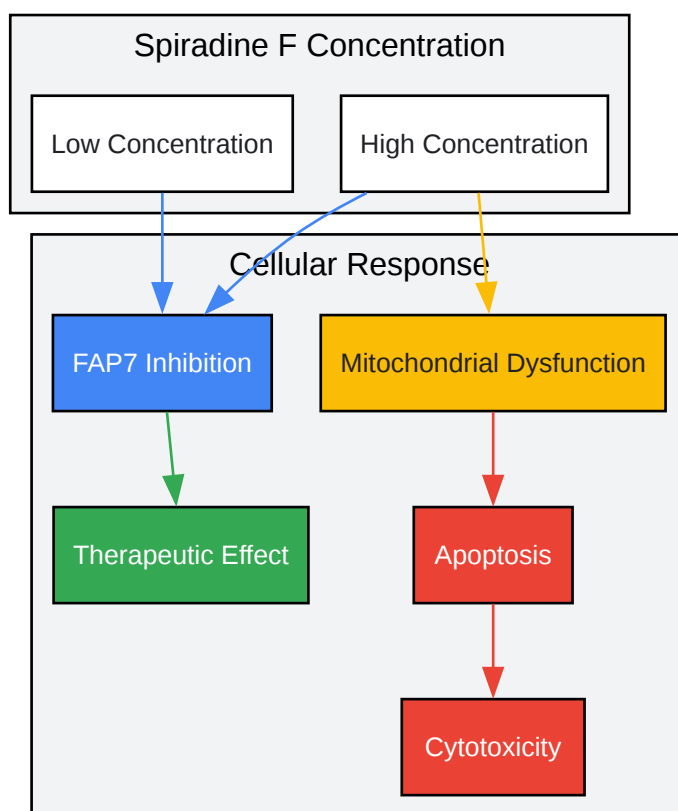 Spiradine F Concentration
Low Concentration
High Concentration
Cellular Response
FAP7 Inhibition
Mitochondrial Dysfunction
Therapeutic Effect
Apoptosis
Cytotoxicity